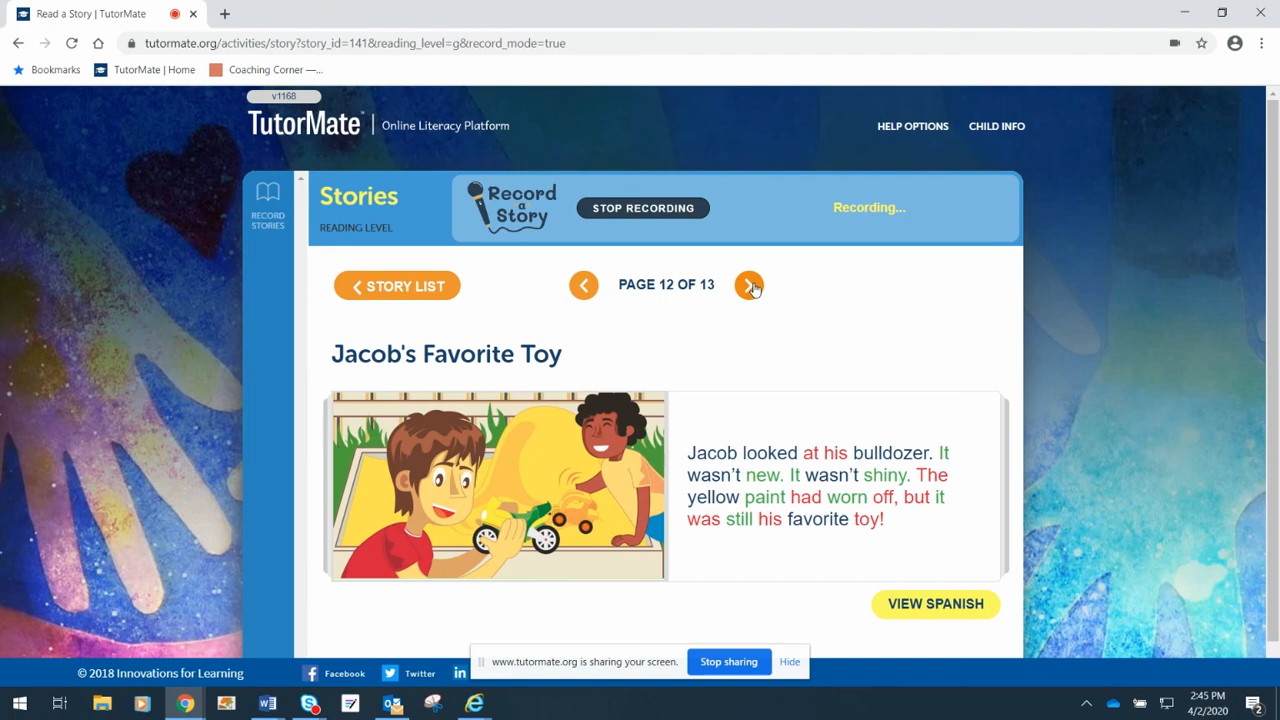 Read a Story | TutorMate
tutormate.org/activities/story?story_id=141&reading_level=g&record_mode=true
Bookmarks TutorMate | Home Coaching Corner —...
v1168
TutorMate | Online Literacy Platform
HELP OPTIONS CHILD INFO
RECORD
STORIES
Stories
READING LEVEL
Record
a
Story
STOP RECORDING
Recording...
STORY LIST
PAGE 12 OF 13
Jacob's Favorite Toy
Jacob looked at his bulldozer. It
wasn't new. It wasn't shiny. The
yellow paint had worn off, but it
was still his favorite toy!
VIEW SPANISH
www.tutormate.org is sharing your screen. Stop sharing Hide
© 2018 Innovations for Learning Facebook Twitter in
2:45 PM
4/2/2020
2